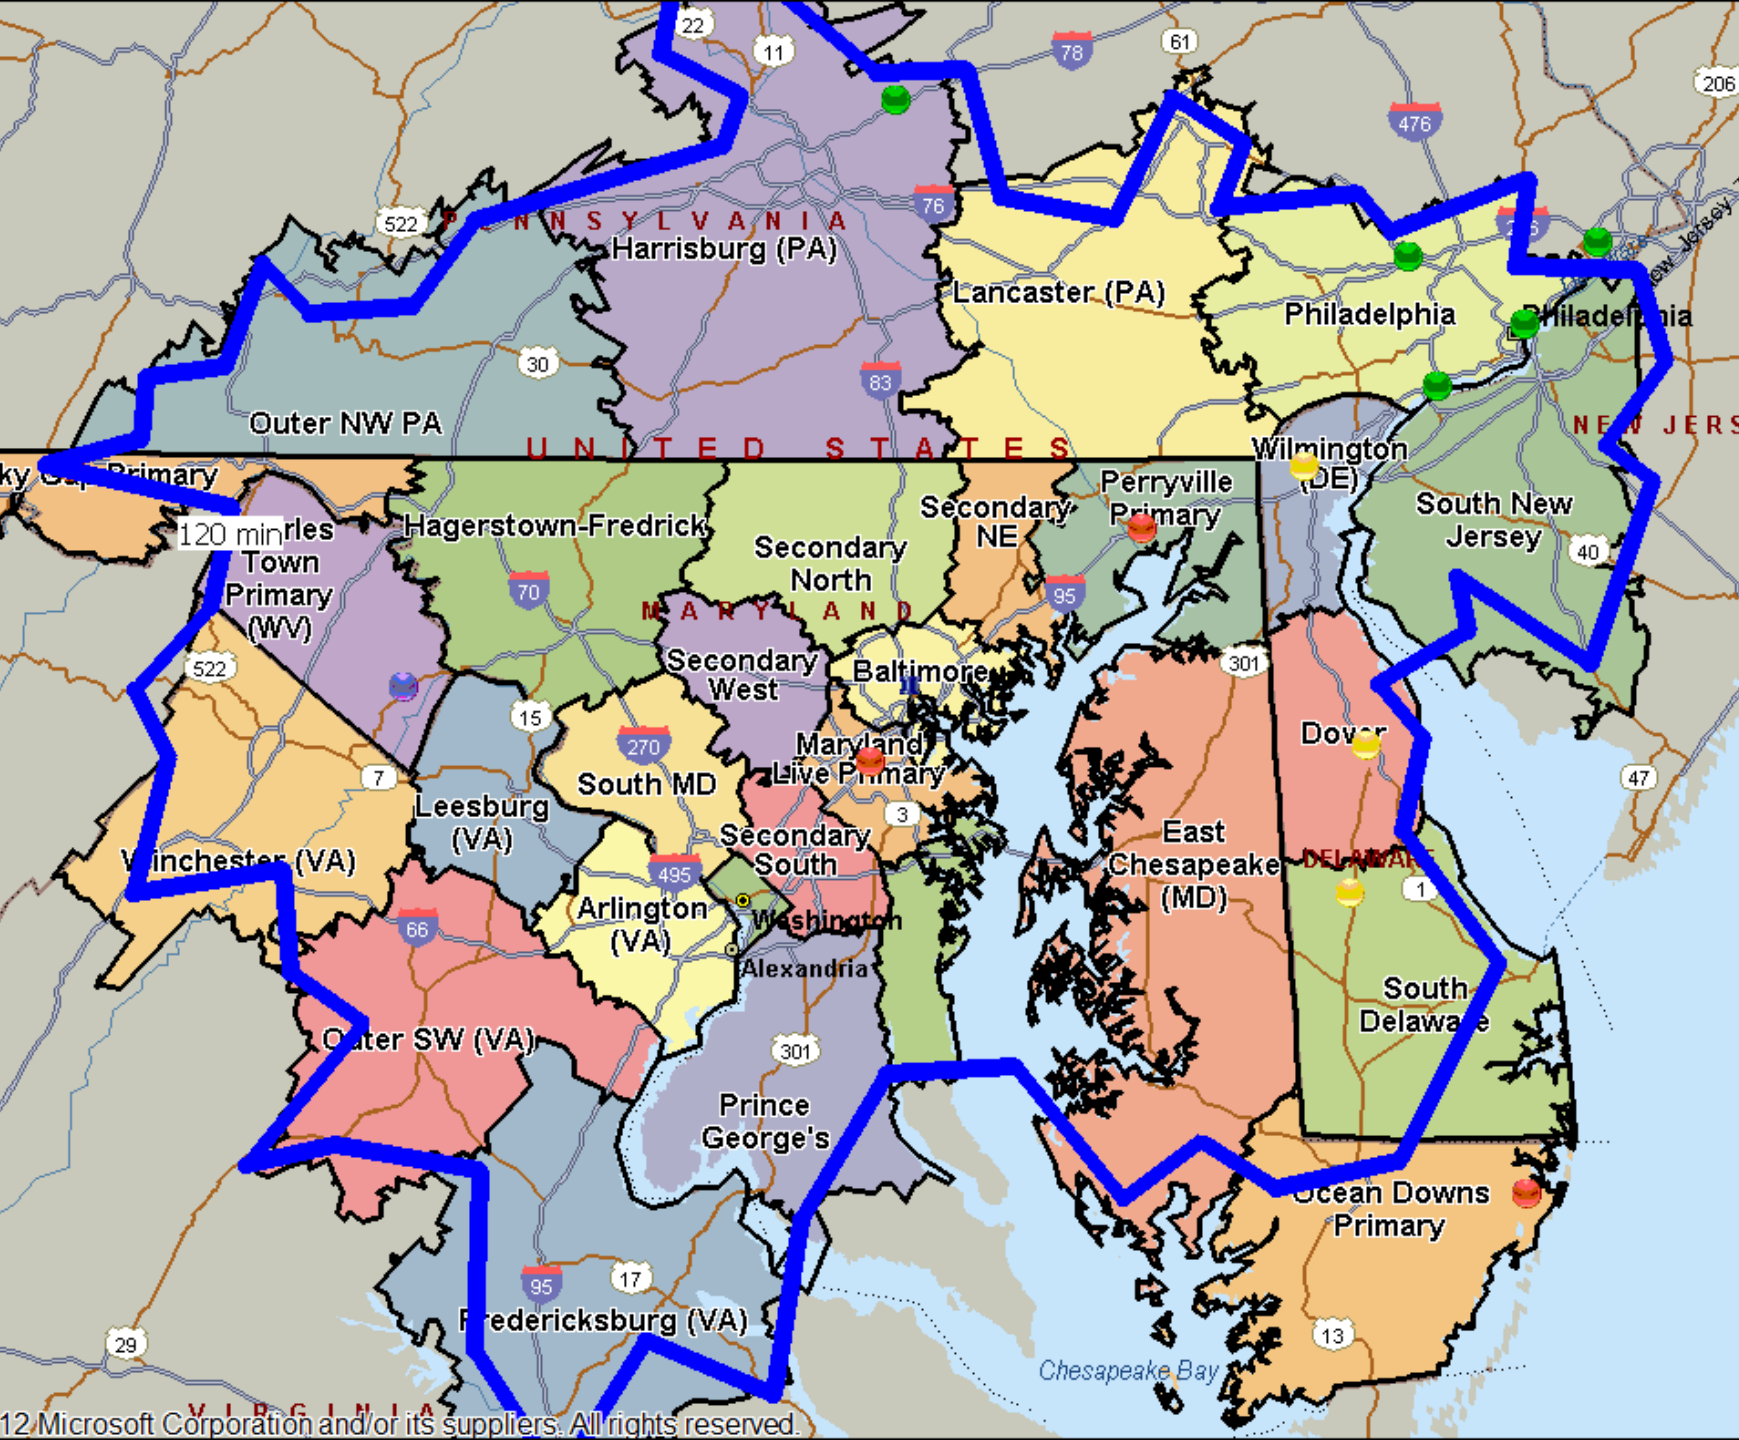 22
11
78
61
206
476
522
PENNSYLVANIA
76
Harrisburg (PA)
New Jersey
Lancaster (PA)
Philadelphia
Philadelphia
30
83
Outer NW PA
NEW JERS
UNITED STATES
Wilmington
(DE)
Primary
Perryville
Primary
Secondary
NE
South New
Jersey
Hagerstown-Fredrick
120 min
rles
Town
Primary
(WV)
Secondary
North
40
70
95
MARYLAND
522
Secondary
West
Baltimore
301
15
270
Dover
Maryland
Live Primary
South MD
7
47
Leesburg
(VA)
3
Secondary
South
East
Chesapeake
(MD)
DELAWARE
Winchester (VA)
495
1
66
Arlington
(VA)
Washington
Alexandria
South
Delaware
Outer SW (VA)
301
Prince
George's
Ocean Downs
Primary
95
17
Fredericksburg (VA)
29
13
Chesapeake Bay
VIRGINIA
12 Microsoft Corporation and/or its suppliers. All rights reserved.